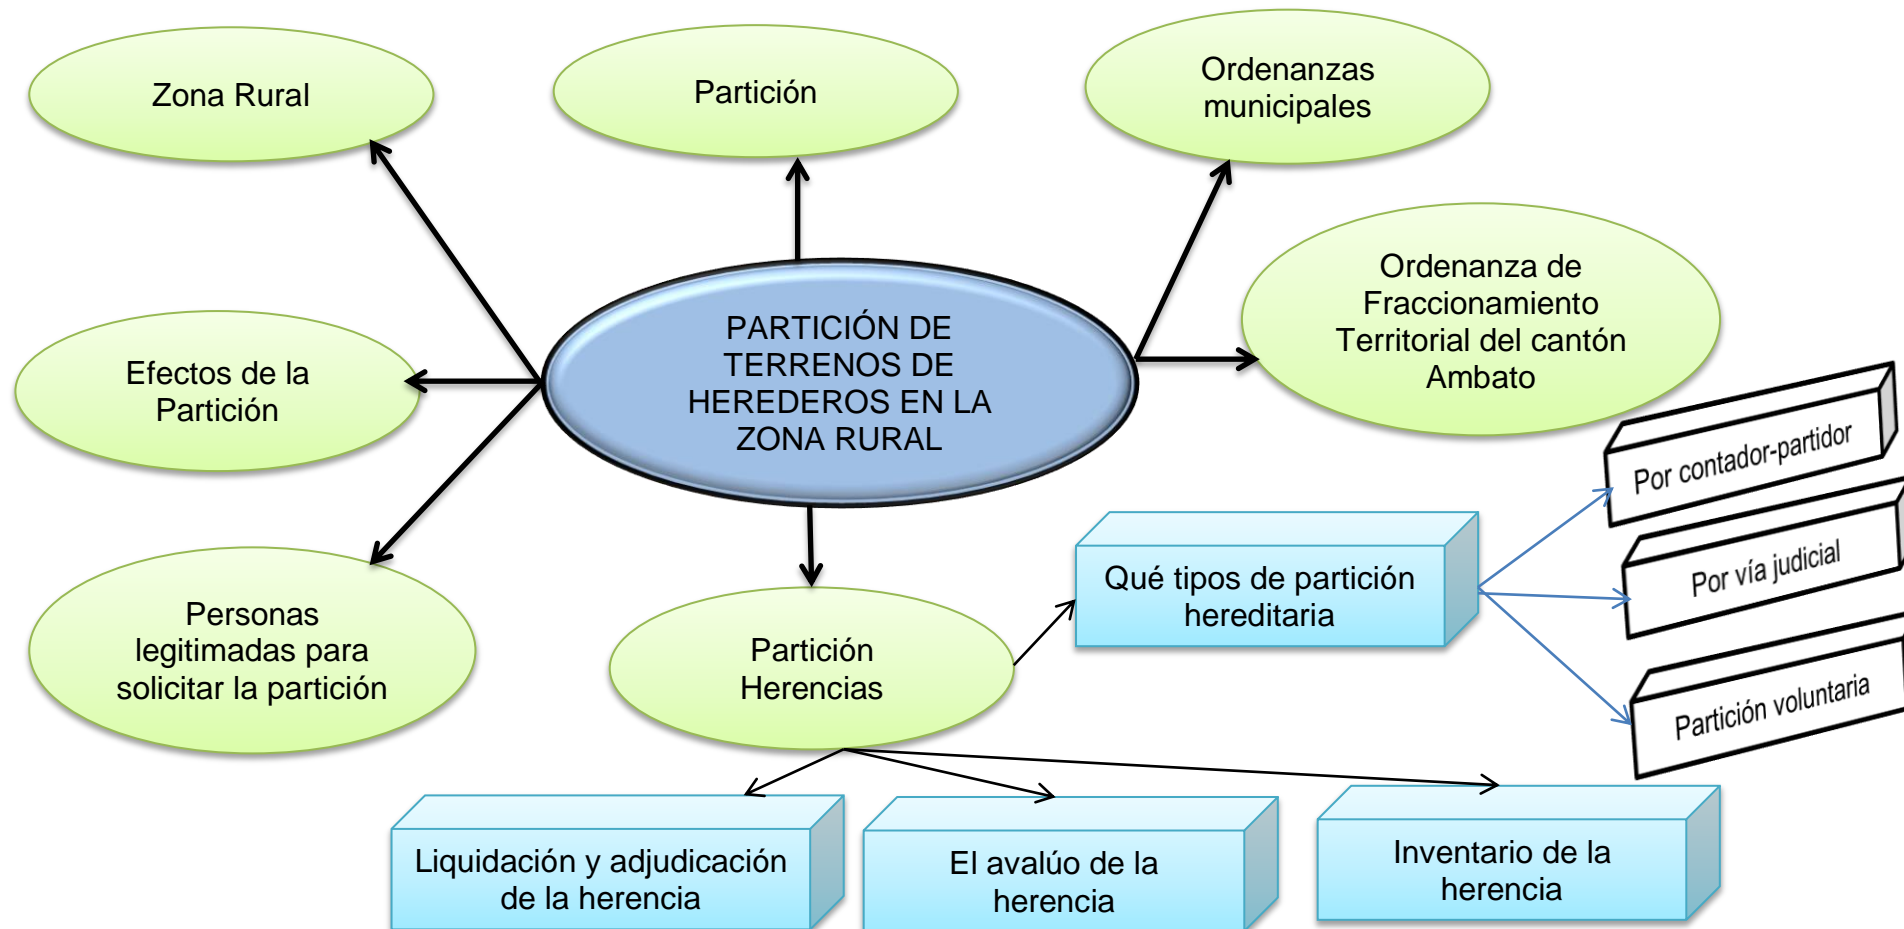 Zona Rural
Partición
Ordenanzas
municipales
PARTICIÓN DE
TERRENOS DE
HEREDEROS EN LA
ZONA RURAL
Ordenanza de
Fraccionamiento
Territorial del cantón
Ambato
Efectos de la
Partición
Personas
legitimadas para
solicitar la partición
Partición
Herencias
Qué tipos de partición
hereditaria
Por contador-partidor
Por vía judicial
Partición voluntaria
Liquidación y adjudicación
de la herencia
El avalúo de la
herencia
Inventario de la
herencia